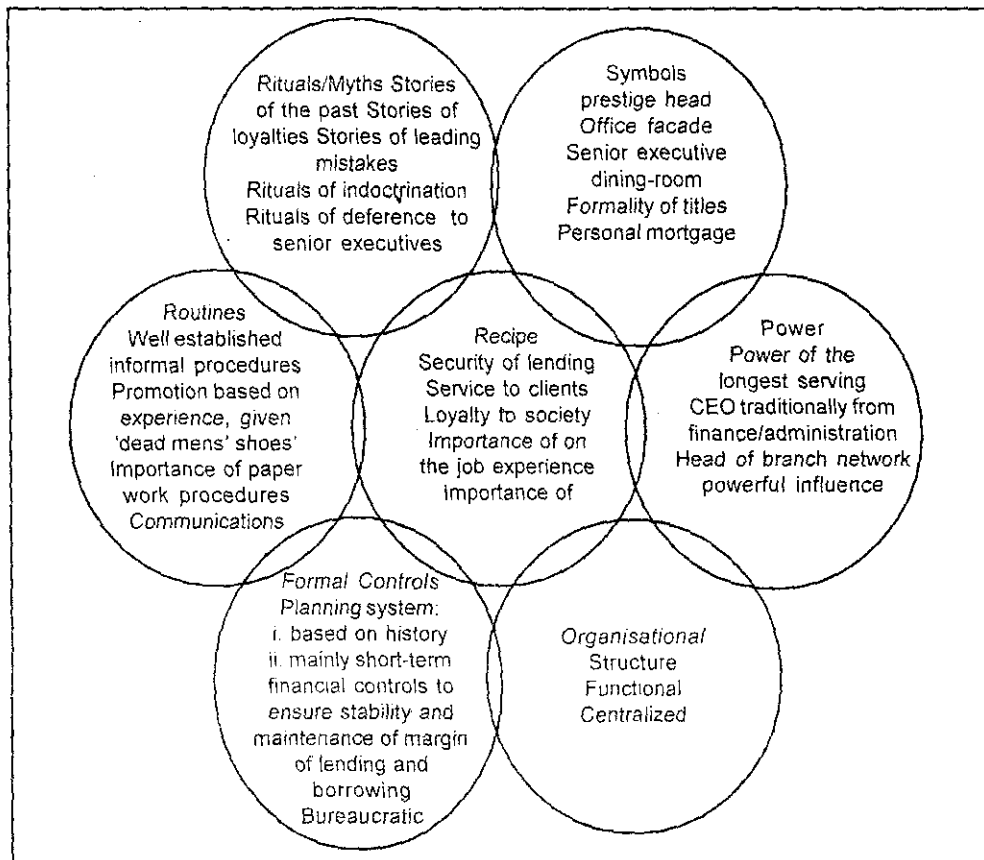 Rituals/Myths Stories
of the past Stories of
loyalties Stories of leading
mistakes
Rituals of indoctrination
Rituals of deference to
senior executives
Symbols
prestige head
Office facade
Senior executive
dining-room
Formality of titles
Personal mortgage
Routines
Well established
informal procedures
Promotion based on
experience, given
'dead mens' shoes'
Importance of paper
work procedures
Communications
Recipe
Security of lending
Service to clients
Loyalty to society
Importance of on
the job experience
importance of
Power
Power of the
longest serving
CEO traditionally from
finance/administration
Head of branch network
powerful influence
Formal Controls
Planning system:
i. based on history
ii. mainly short-term
financial controls to
ensure stability and
maintenance of margin
of lending and
borrowing
Bureaucratic
Organisational
Structure
Functional
Centralized